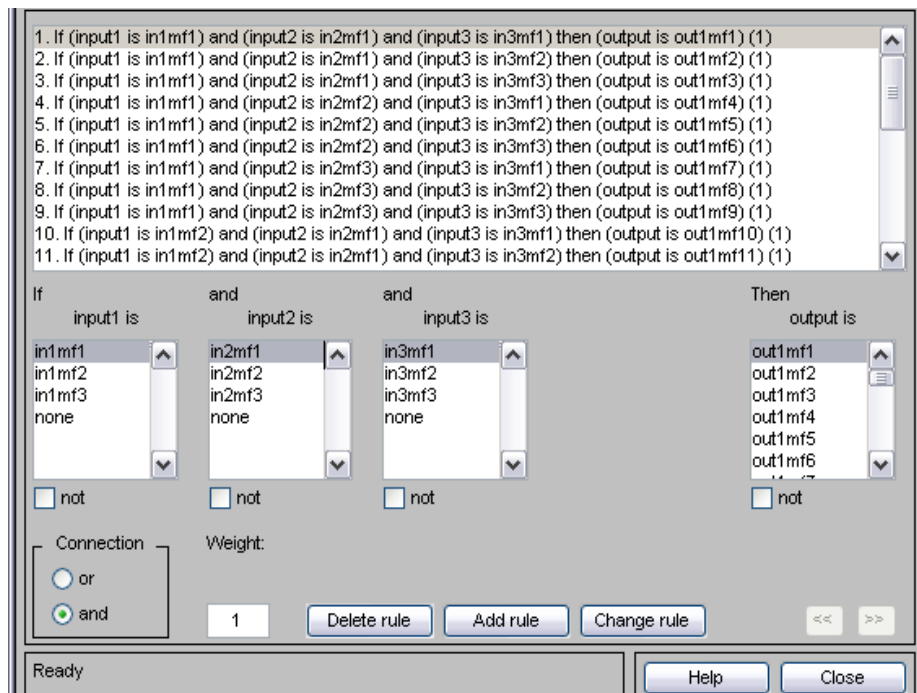 1. If (input1 is in1mf1) and (input2 is in2mf1) and (input3 is in3mf1) then (output is out1mf1) (1)
2. If (input1 is in1mf1) and (input2 is in2mf1) and (input3 is in3mf2) then (output is out1mf2) (1)
3. If (input1 is in1mf1) and (input2 is in2mf1) and (input3 is in3mf3) then (output is out1mf3) (1)
4. If (input1 is in1mf1) and (input2 is in2mf2) and (input3 is in3mf1) then (output is out1mf4) (1)
5. If (input1 is in1mf1) and (input2 is in2mf2) and (input3 is in3mf2) then (output is out1mf5) (1)
6. If (input1 is in1mf1) and (input2 is in2mf2) and (input3 is in3mf3) then (output is out1mf6) (1)
7. If (input1 is in1mf1) and (input2 is in2mf3) and (input3 is in3mf1) then (output is out1mf7) (1)
8. If (input1 is in1mf1) and (input2 is in2mf3) and (input3 is in3mf2) then (output is out1mf8) (1)
9. If (input1 is in1mf1) and (input2 is in2mf3) and (input3 is in3mf3) then (output is out1mf9) (1)
10. If (input1 is in1mf2) and (input2 is in2mf1) and (input3 is in3mf1) then (output is out1mf10) (1)
11. If (input1 is in1mf2) and (input2 is in2mf1) and (input3 is in3mf2) then (output is out1mf11) (1)
If and and Then
input1 is input2 is input3 is output is
in1mf1 in2mf1 in3mf1 out1mf1
in1mf2 in2mf2 in3mf2 out1mf2
in1mf3 in2mf3 in3mf3 out1mf3
none none none out1mf4
out1mf5
out1mf6
not not not not
Connection Weight:
or
and 1 Delete rule Add rule Change rule << >>
Ready Help Close